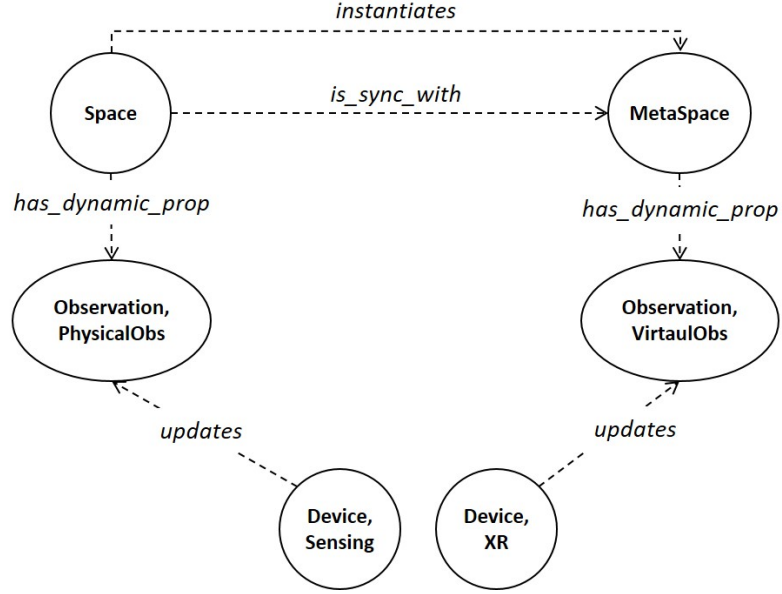 instantiates
Space
is_sync_with
MetaSpace
has_dynamic_prop
has_dynamic_prop
Observation,
PhysicalObs
Observation,
VirtaulObs
updates
updates
Device,
Sensing
Device,
XR